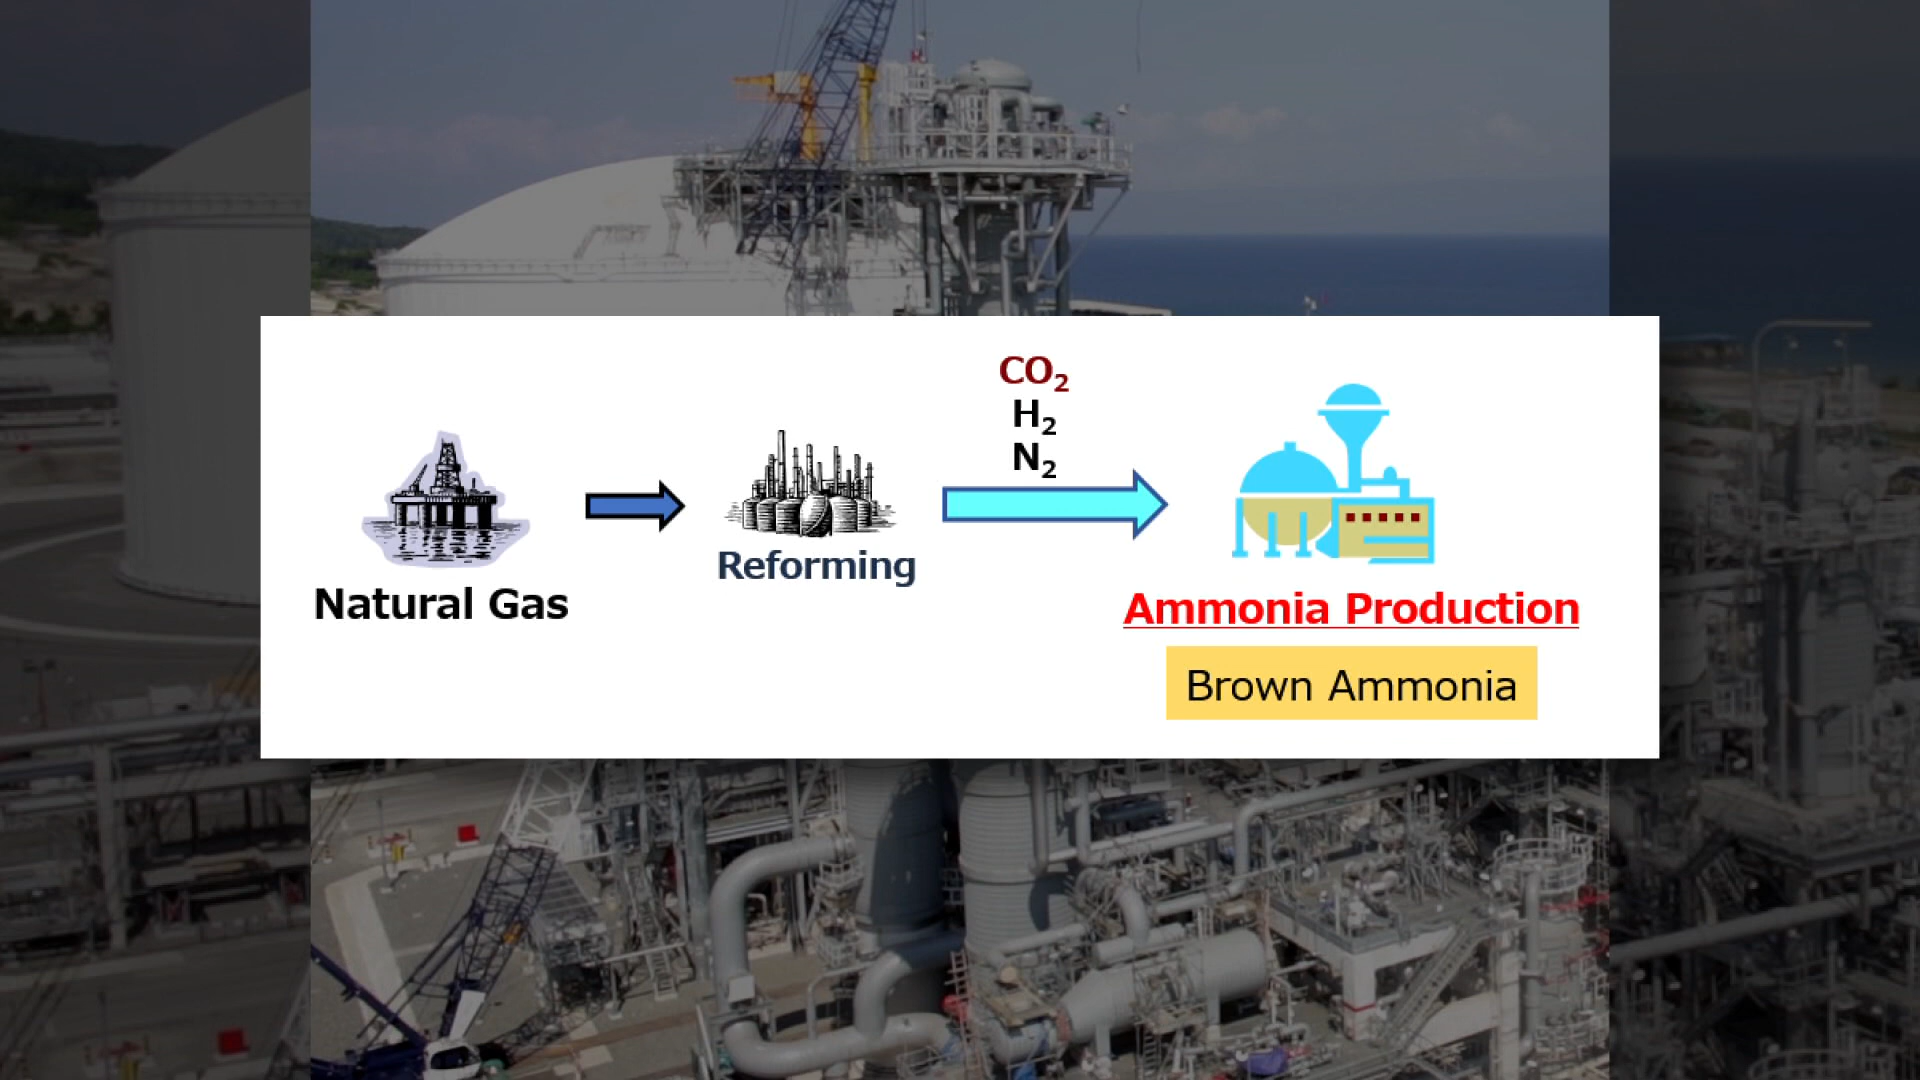 CO₂
H₂
N₂
Natural Gas
Reforming
Ammonia Production
Brown Ammonia